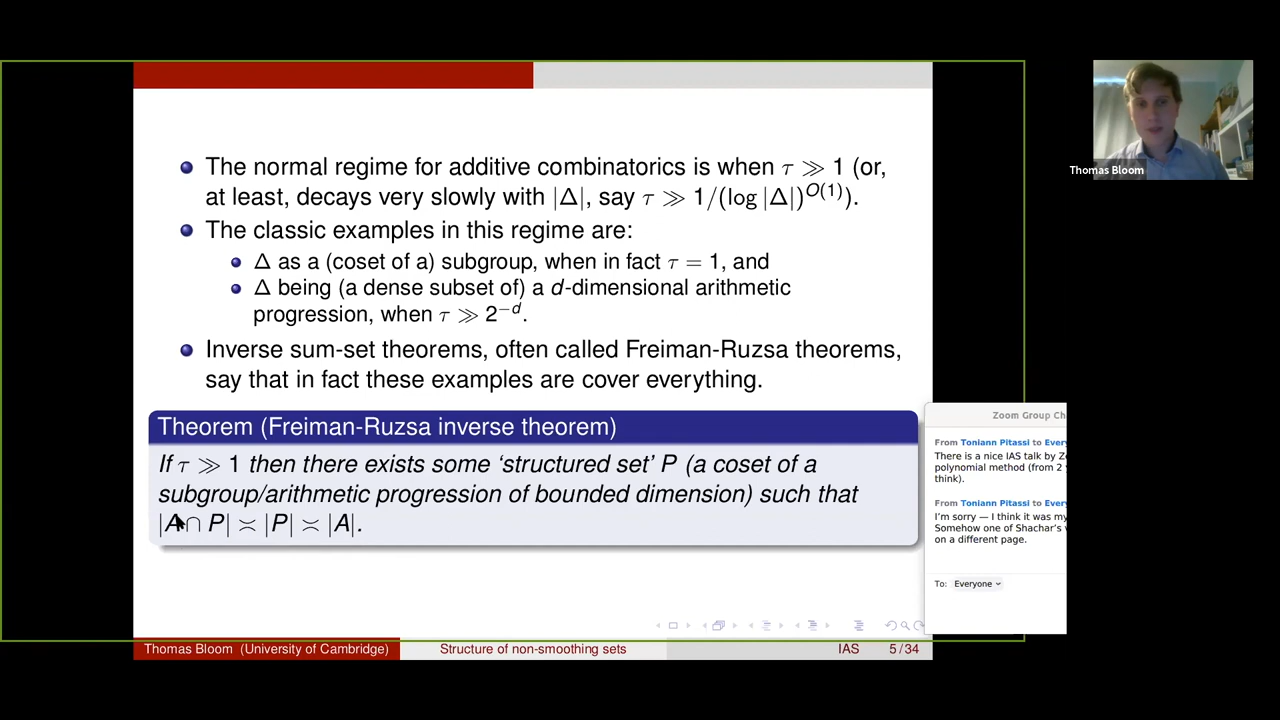 The normal regime for additive combinatorics is when τ ≫ 1 (or,
at least, decays very slowly with |Δ|, say τ ≫ 1/(log |Δ|)^{O(1)}).
The classic examples in this regime are:
Δ as a (coset of a) subgroup, when in fact τ = 1, and
Δ being (a dense subset of) a d-dimensional arithmetic
progression, when τ ≫ 2^{-d}.
Inverse sum-set theorems, often called Freiman-Ruzsa theorems,
say that in fact these examples are cover everything.
Theorem (Freiman-Ruzsa inverse theorem)
If τ ≫ 1 then there exists some ‘structured set’ P (a coset of a
subgroup/arithmetic progression of bounded dimension) such that
|A ∩ P| ≍ |P| ≍ |A|.
Thomas Bloom (University of Cambridge)
Structure of non-smoothing sets
IAS
5 / 34
Thomas Bloom
Zoom Group Ch
From Toniann Pitassi to Every
There is a nice IAS talk by Z
polynomial method (from 2
think).
From Toniann Pitassi to Every
I'm sorry — I think it was my
Somehow one of Shachar's
on a different page.
To: Everyone